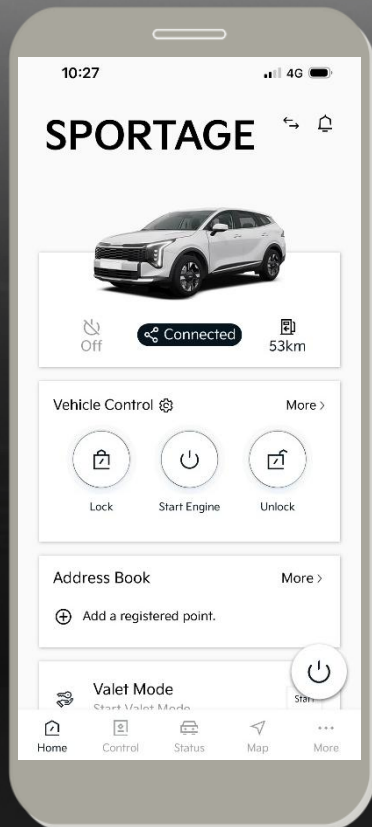 10:27
4G
SPORTAGE
Off
Connected
53km
Vehicle Control
More >
Lock
Start Engine
Unlock
Address Book
More >
Add a registered point.
Valet Mode
Start
Start Valet Mode
Home
Control
Status
Map
More